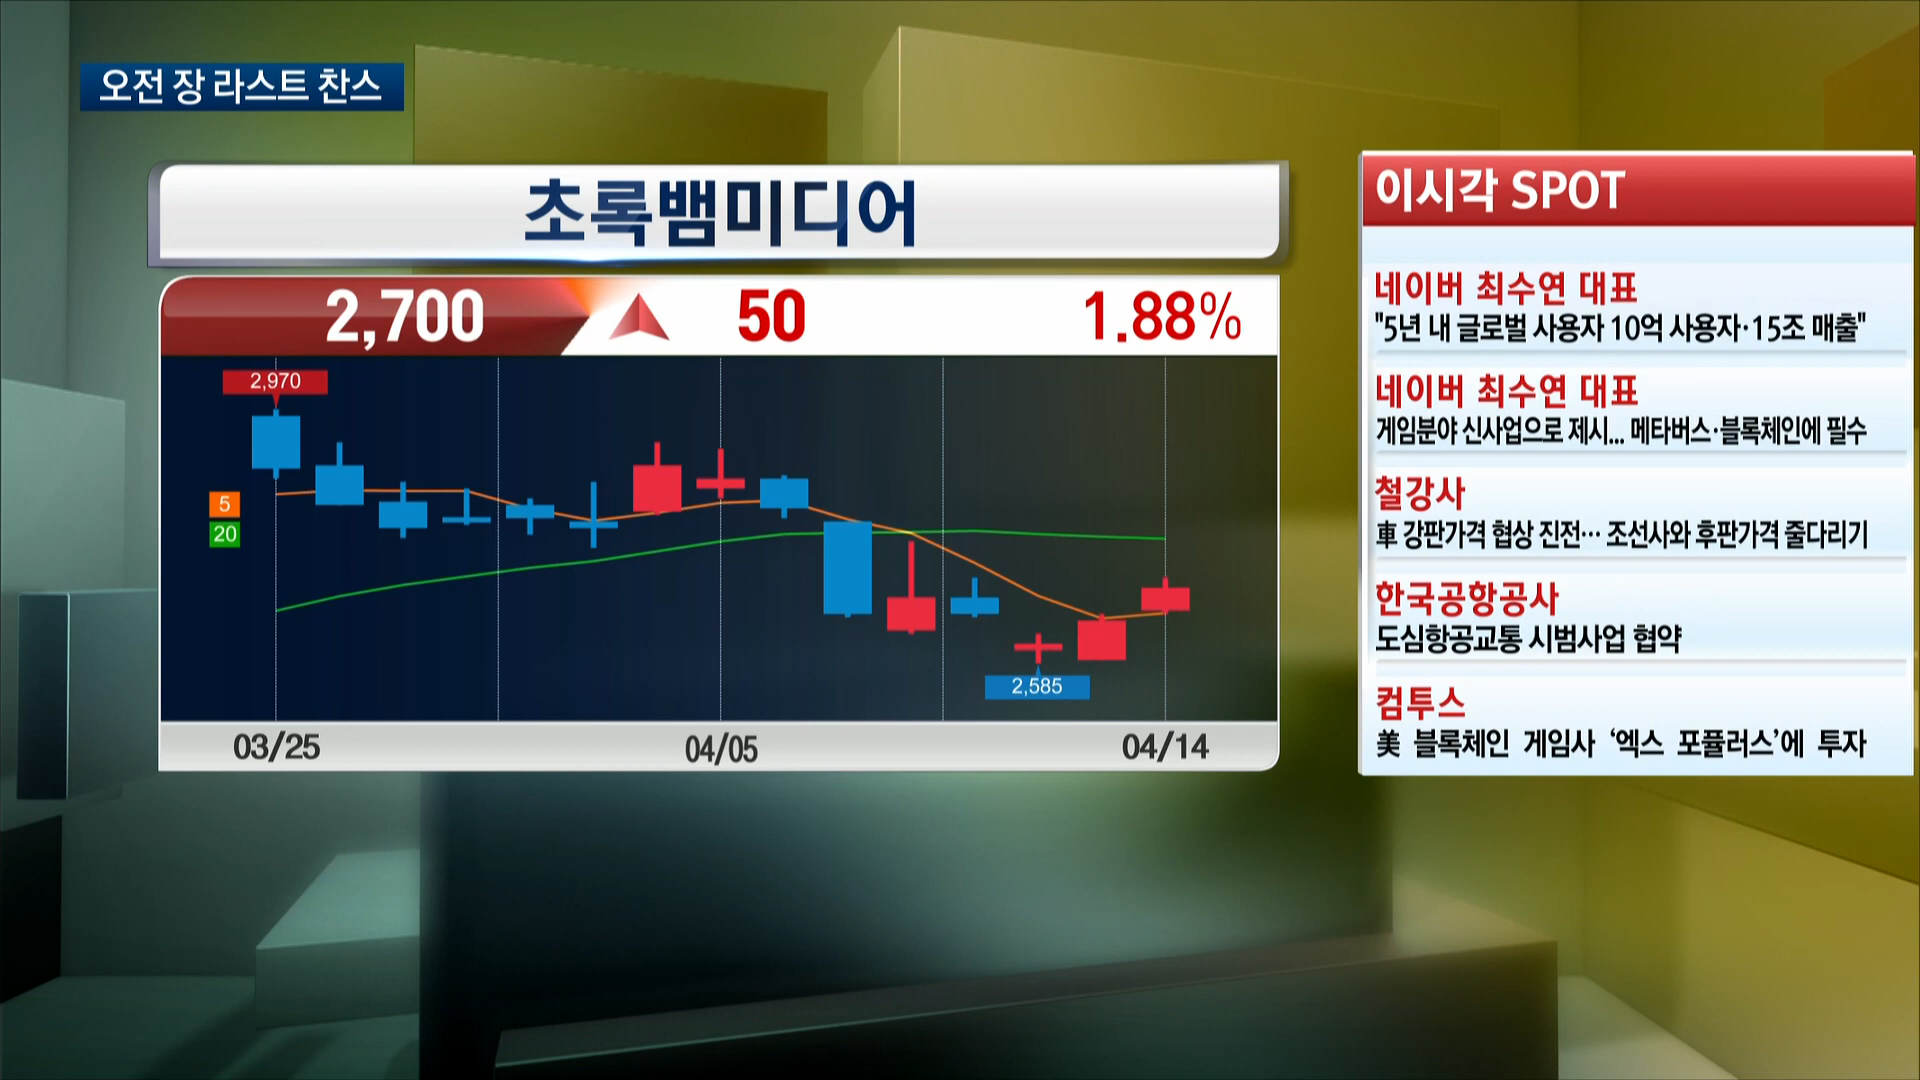 오전 장 라스트 찬스
초록뱀미디어
2,700 50 1.88%
2,970
5
20
2,585
03/25 04/05 04/14
이시각 SPOT
네이버 최수연 대표
"5년 내 글로벌 사용자 10억 사용자·15조 매출"
네이버 최수연 대표
게임분야 신사업으로 제시... 메타버스·블록체인에 필수
철강사
車 강판가격 협상 진전… 조선사와 후판가격 줄다리기
한국공항공사
도심항공교통 시범사업 협약
컴투스
美 블록체인 게임사 ‘엑스 포퓰러스’에 투자